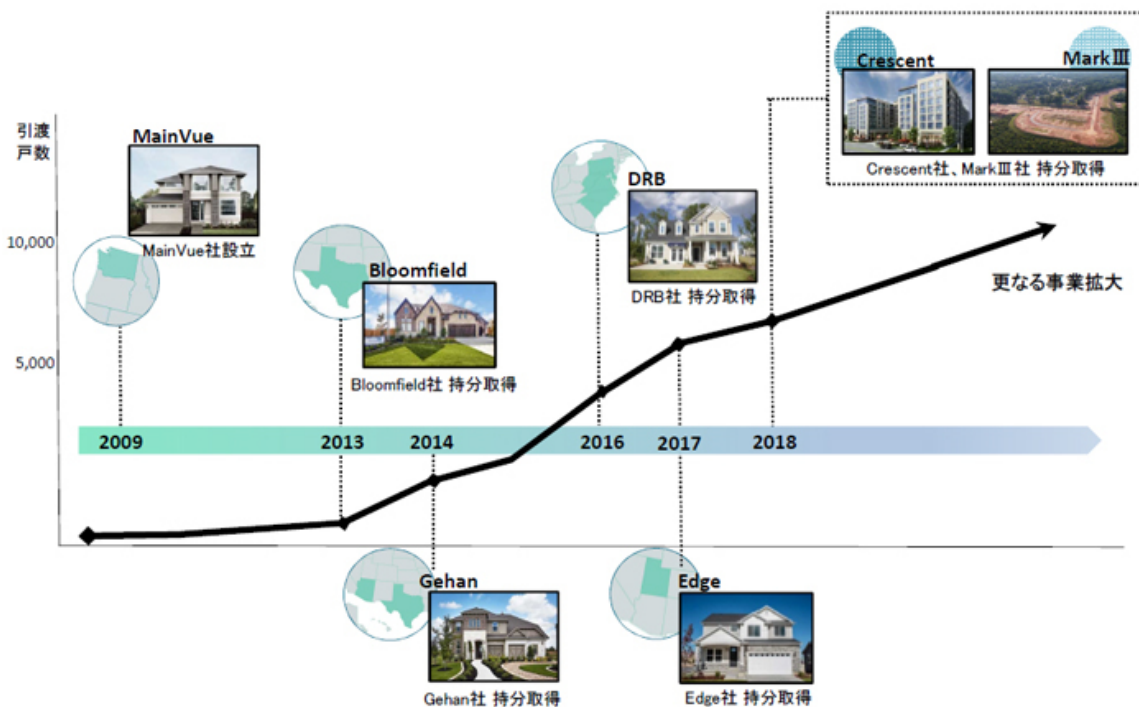 Crescent
MarkⅢ
Crescent社、MarkⅢ社 持分取得
引渡
戸数
MainVue
MainVue社設立
10,000
DRB
DRB社 持分取得
Bloomfield
Bloomfield社 持分取得
更なる事業拡大
5,000
2009
2013
2014
2016
2017
2018
Gehan
Gehan社 持分取得
Edge
Edge社 持分取得